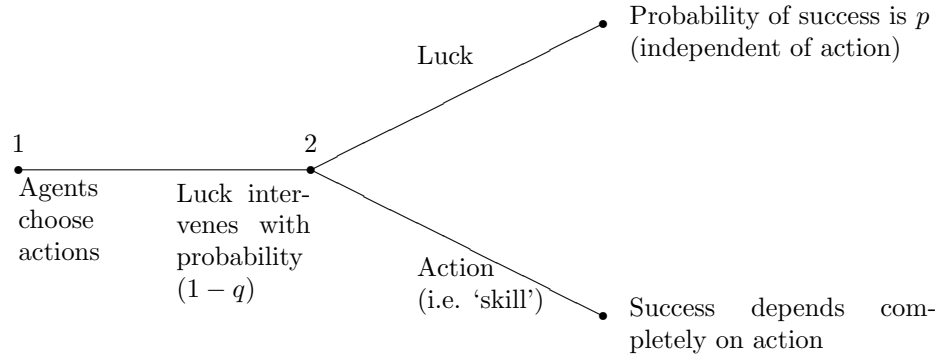 Probability of success is p
(independent of action)
Luck
1
2
Agents
choose
actions
Luck inter-
venes with
probability
(1 − q)
Action
(i.e. ‘skill’)
Success depends com-
pletely on action